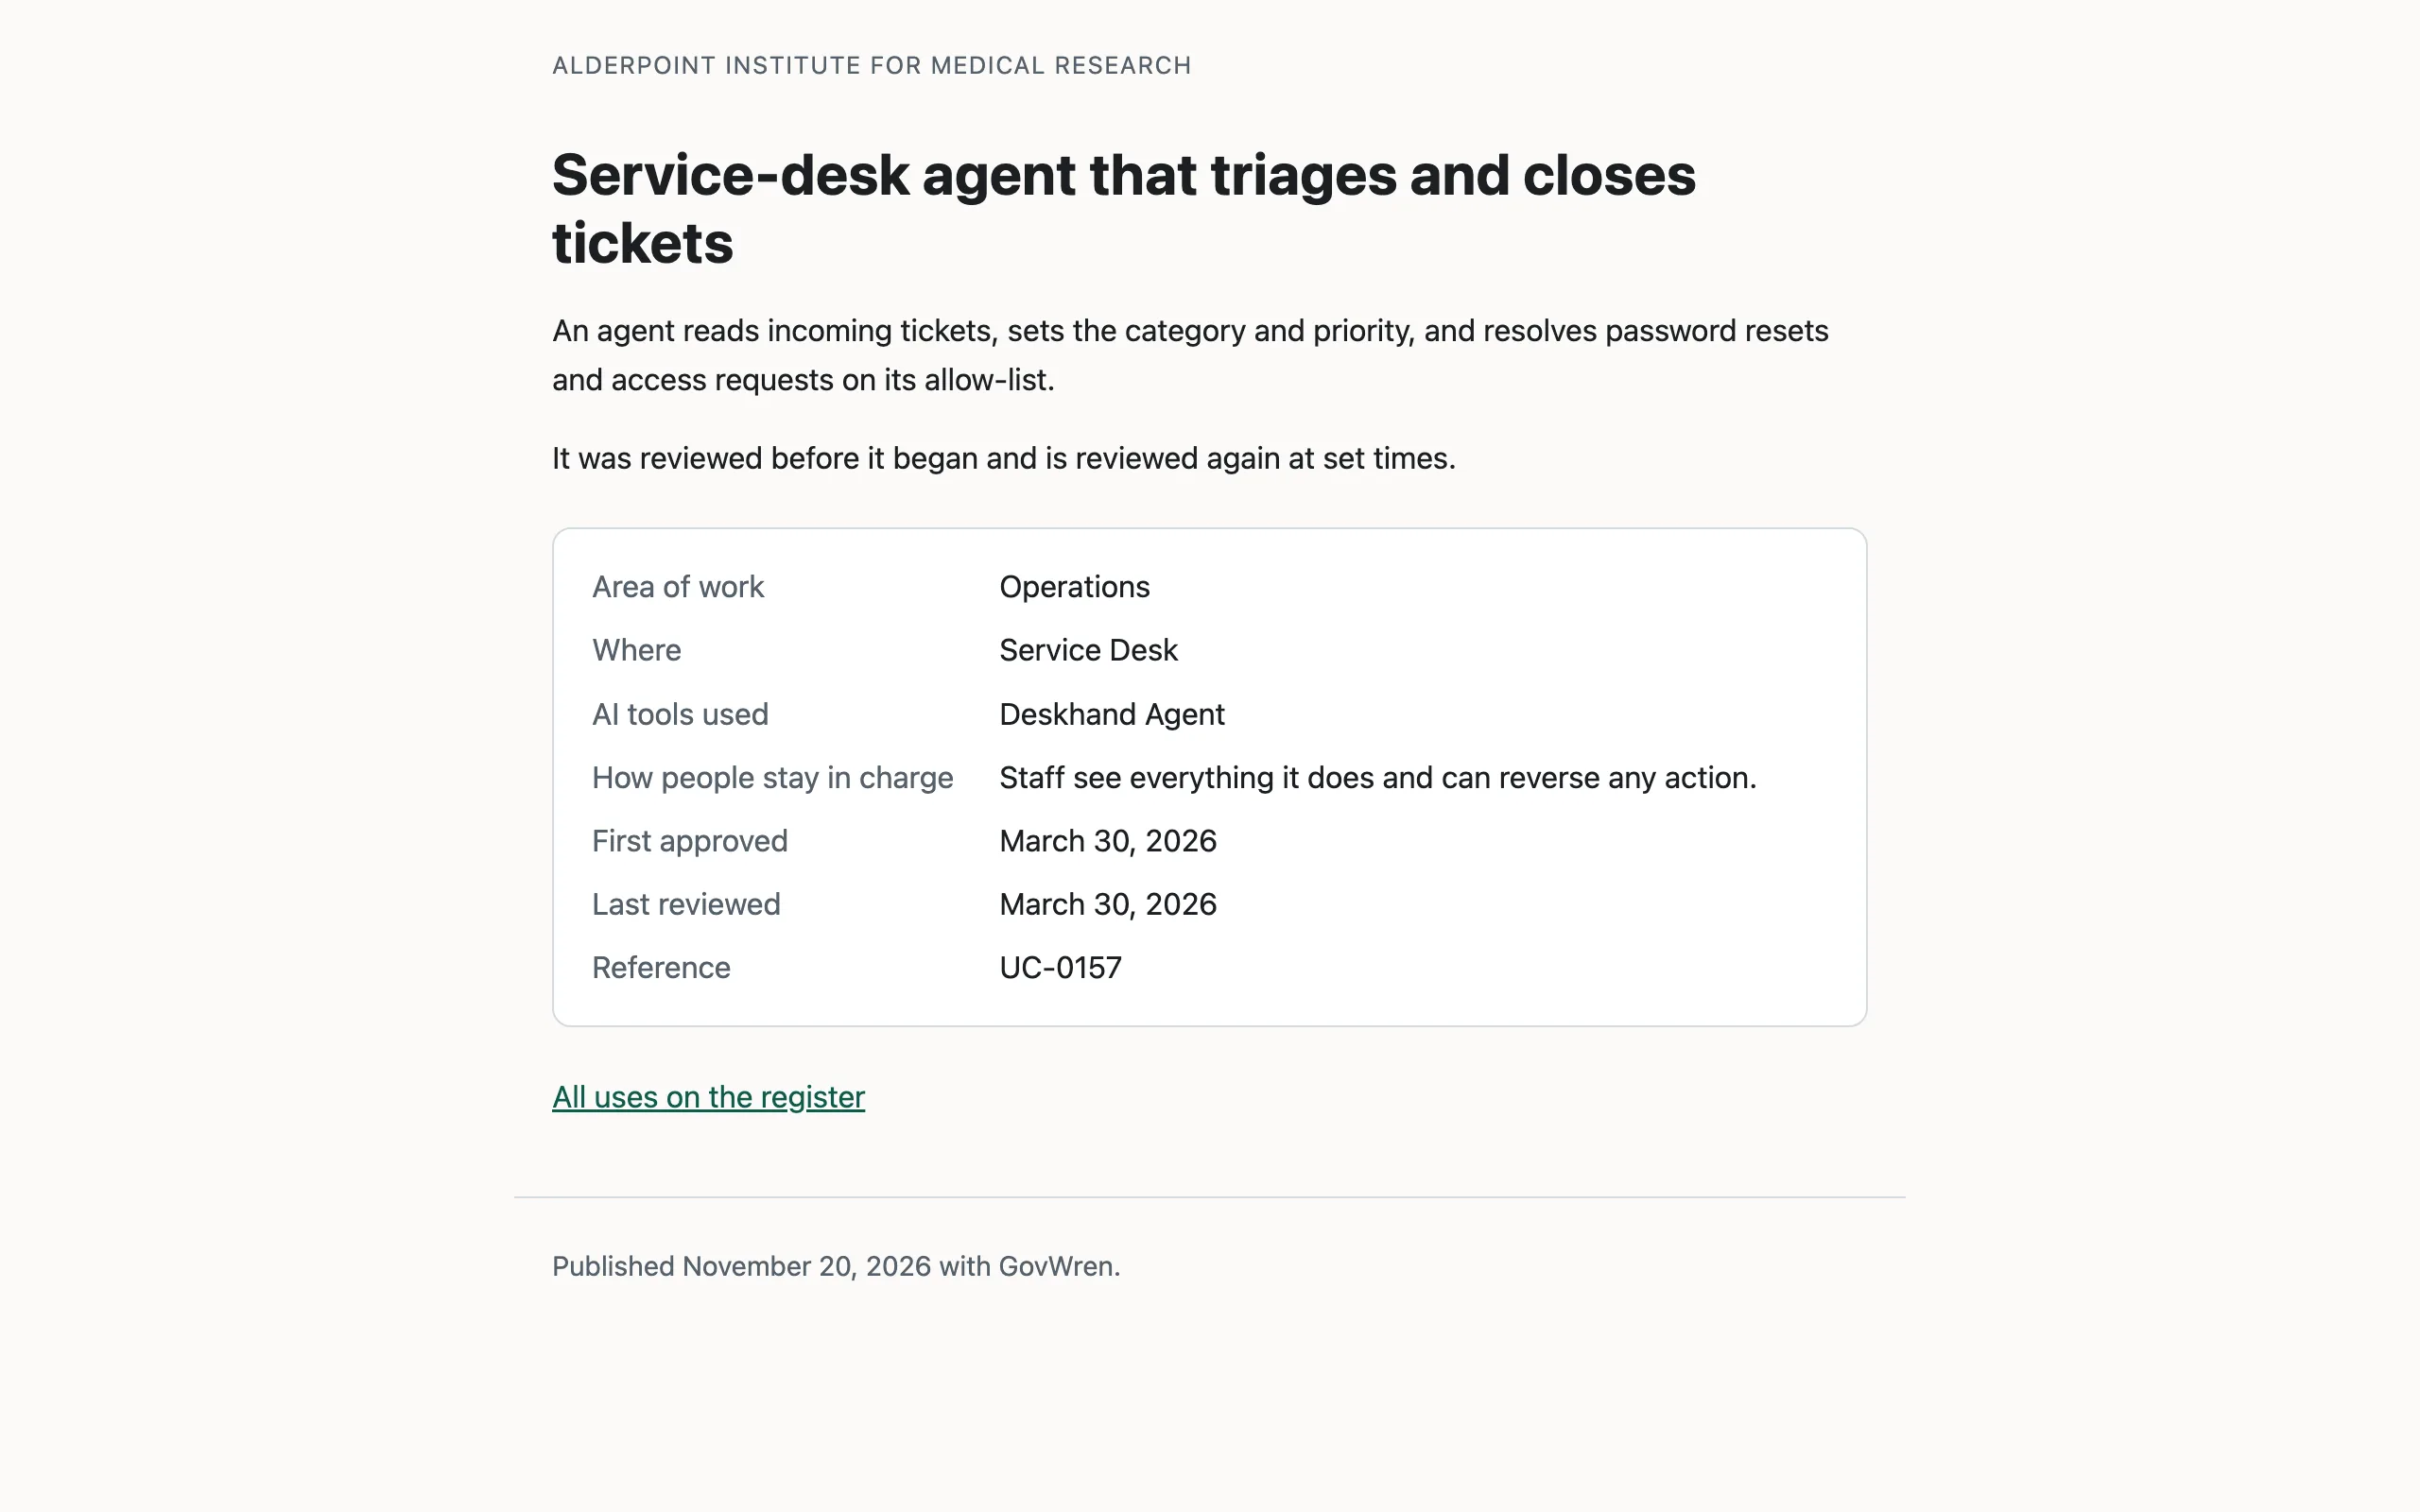 ALDERPOINT INSTITUTE FOR MEDICAL RESEARCH
Service-desk agent that triages and closes
tickets
An agent reads incoming tickets, sets the category and priority, and resolves password resets
and access requests on its allow-list.
It was reviewed before it began and is reviewed again at set times.
Area of work Operations
Where Service Desk
AI tools used Deskhand Agent
How people stay in charge Staff see everything it does and can reverse any action.
First approved March 30, 2026
Last reviewed March 30, 2026
Reference UC-0157
All uses on the register
Published November 20, 2026 with GovWren.